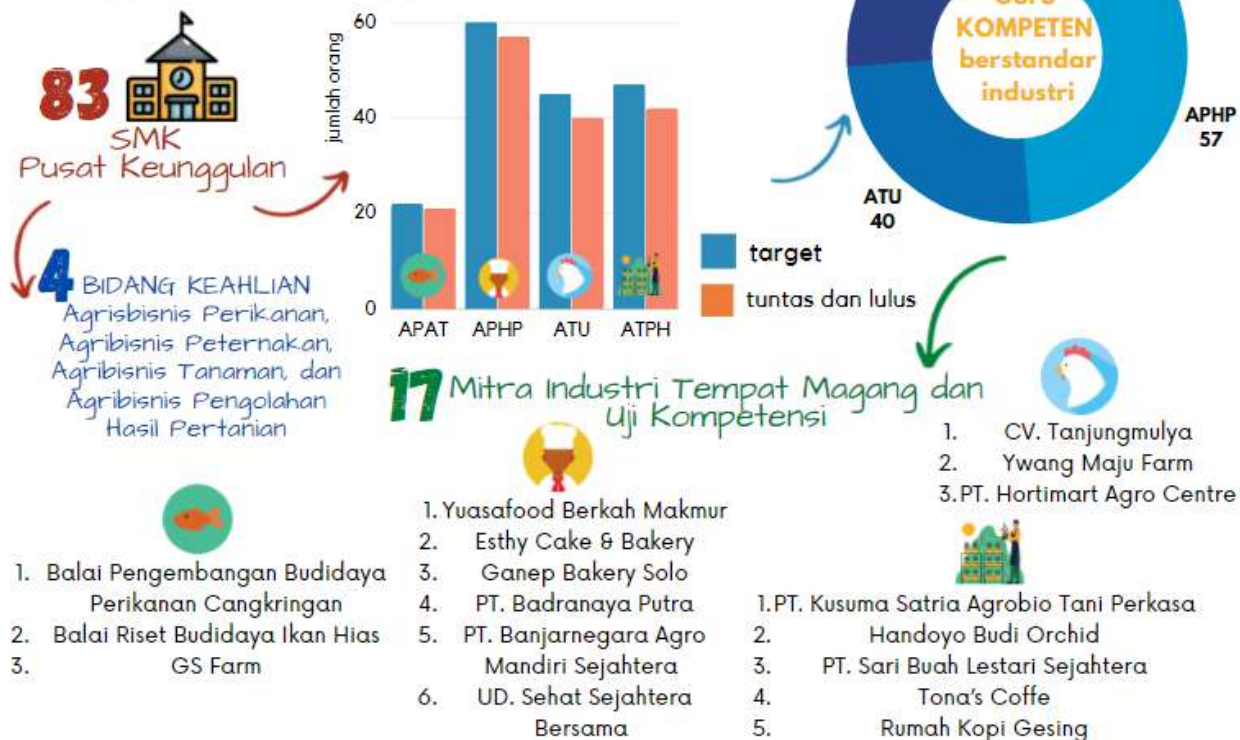 83
SMK
Pusat Keunggulan
4 BIDANG KEAHLIAN
Agrisbisnis Perikanan,
Agribisnis Peternakan,
Agribisnis Tanaman, dan
Agribisnis Pengolahan
Hasil Pertanian
jumlah orang
60
40
20
0
APAT APHP ATU ATPH
target
tuntas dan lulus
KOMPETEN
berstandar
industri
APHP
57
ATU
40
17 Mitra Industri Tempat Magang dan
Uji Kompetensi
1. Balai Pengembangan Budidaya
Perikanan Cangkringan
2. Balai Riset Budidaya Ikan Hias
3. GS Farm
1. Yuasafood Berkah Makmur
2. Esthy Cake & Bakery
3. Ganep Bakery Solo
4. PT. Badranaya Putra
5. PT. Banjarnegara Agro
Mandiri Sejahtera
6. UD. Sehat Sejahtera
Bersama
1. CV. Tanjungmulya
2. Ywang Maju Farm
3. PT. Hortimart Agro Centre
1. PT. Kusuma Satria Agrobio Tani Perkasa
2. Handoyo Budi Orchid
3. PT. Sari Buah Lestari Sejahtera
4. Tona's Coffe
5. Rumah Kopi Gesing